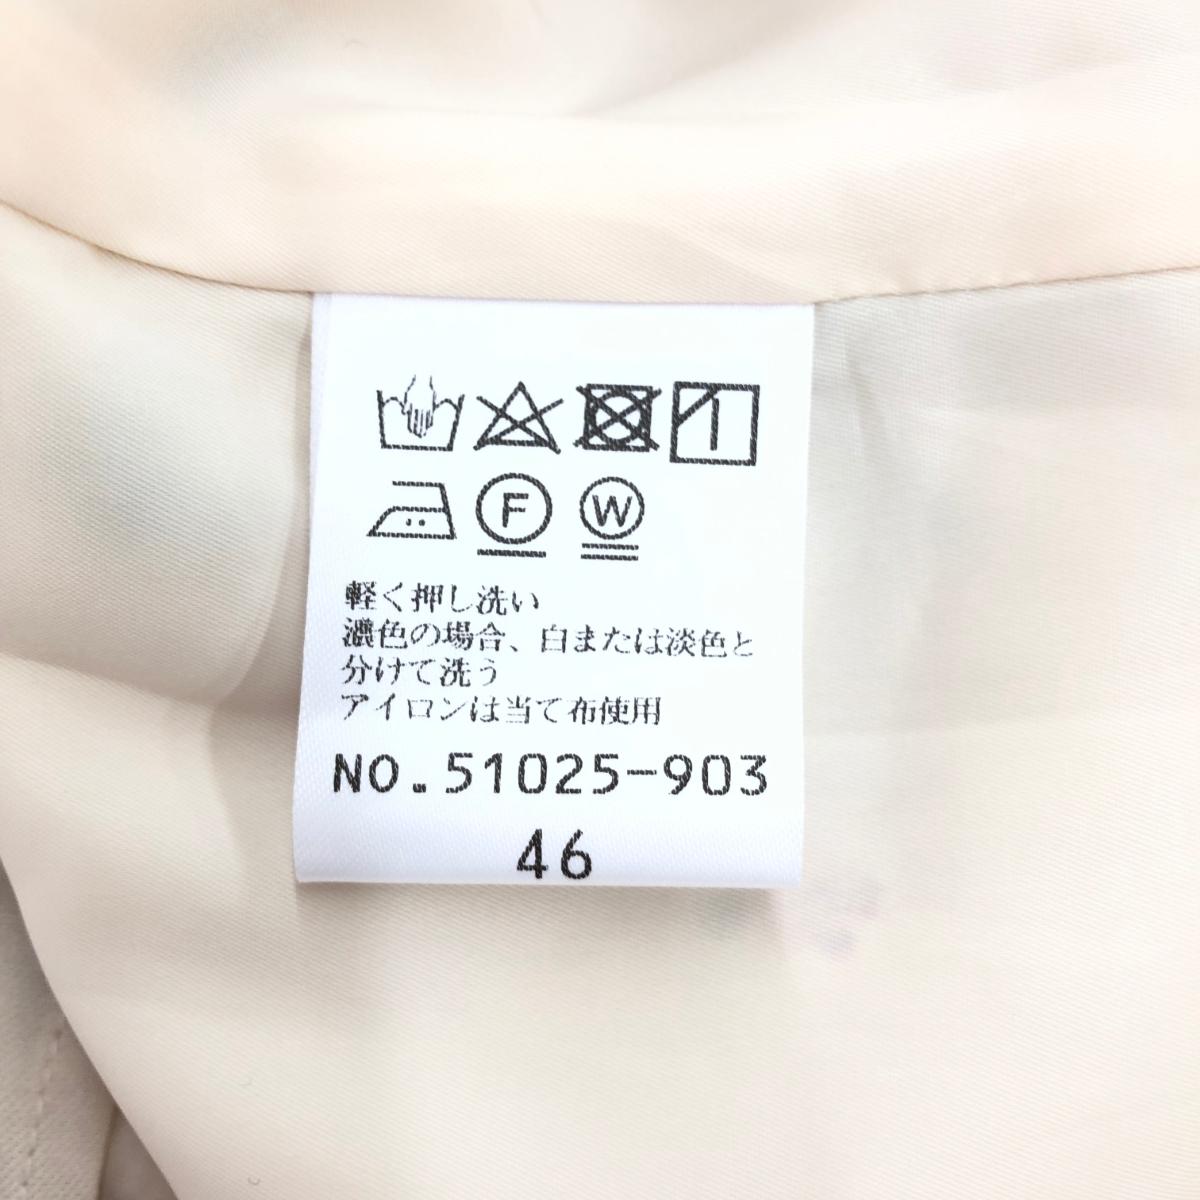 F W
軽く押し洗い
濃色の場合、白または淡色と
分けて洗う
アイロンは当て布使用
NO.51025-903
46